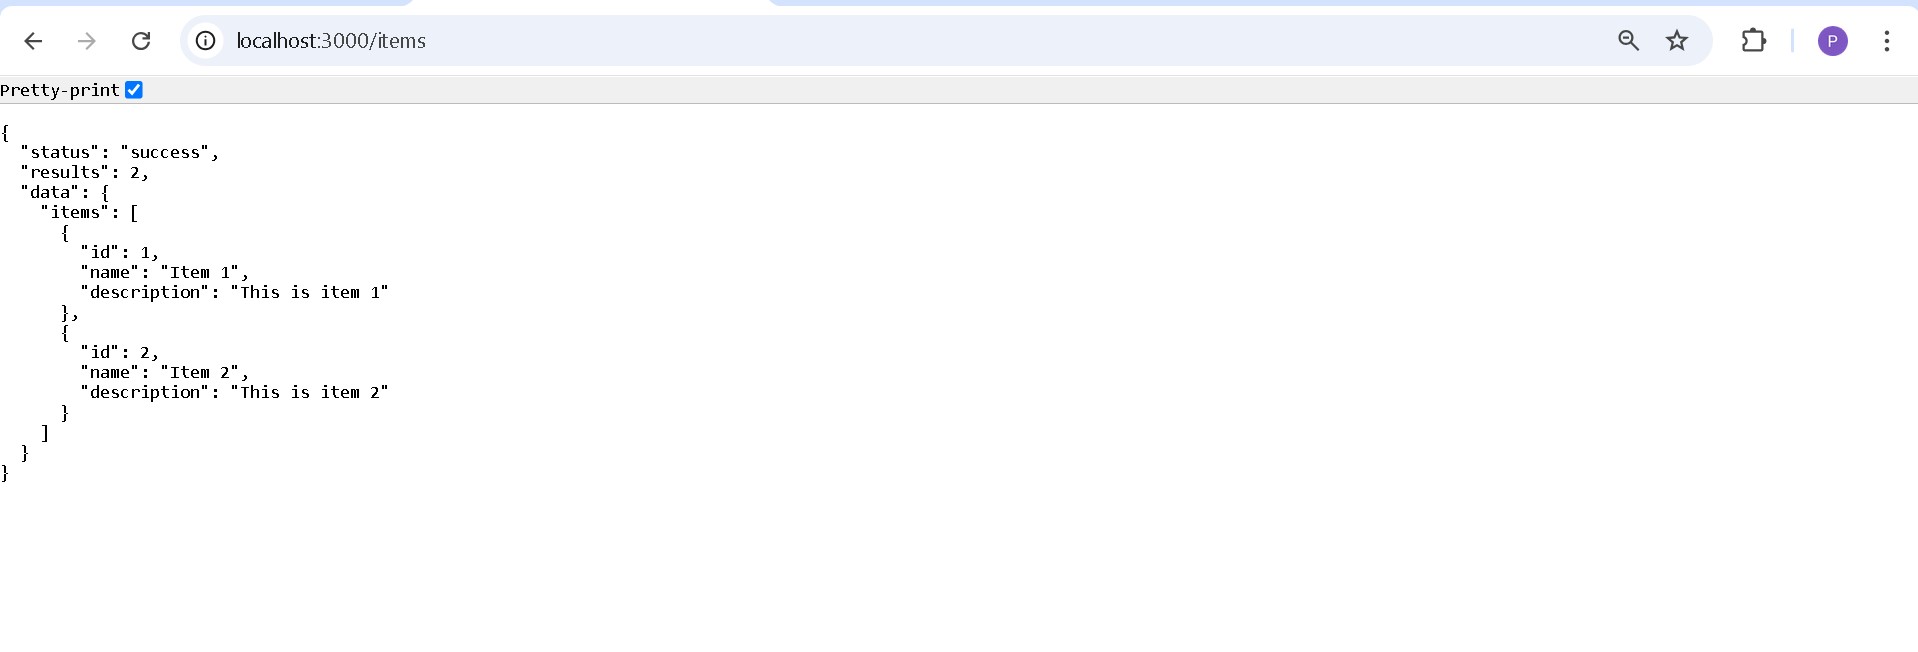 localhost:3000/items
P
Pretty-print
{
  "status": "success",
  "results": 2,
  "data": {
    "items": [
      {
        "id": 1,
        "name": "Item 1",
        "description": "This is item 1"
      },
      {
        "id": 2,
        "name": "Item 2",
        "description": "This is item 2"
      }
    ]
  }
}